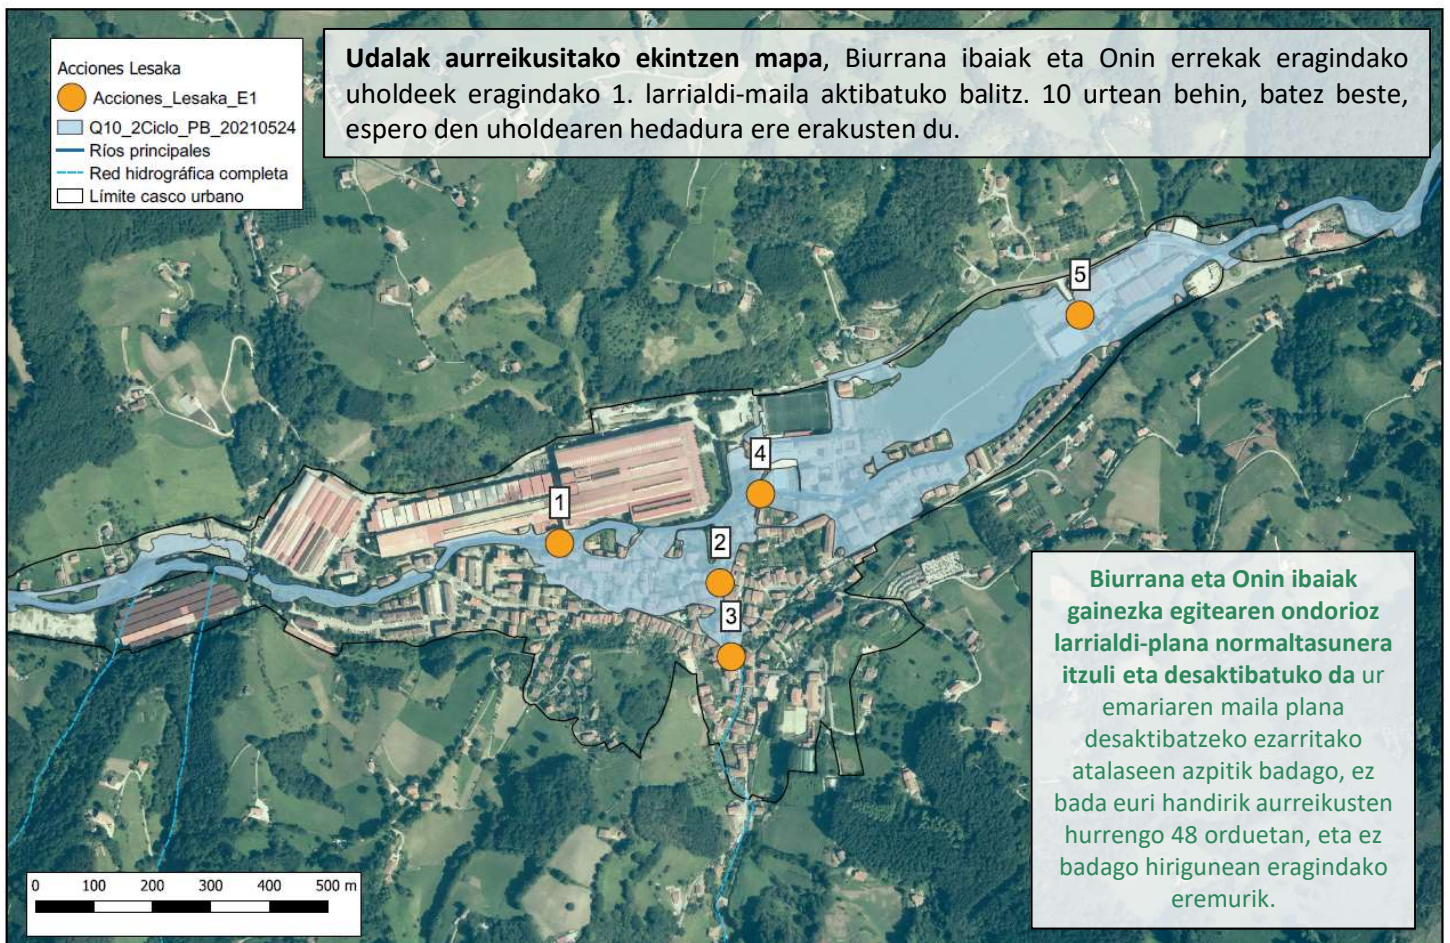 Udalak aurreikusitako ekintzen mapa, Biurrana ibaiak eta Onin errekak eragindako
uholdeek eragindako 1. larrialdi-maila aktibatuko balitz. 10 urtean behin, batez beste,
espero den uholdearen hedadura ere erakusten du.
Acciones Lesaka
Acciones_Lesaka_E1
Q10_2Ciclo_PB_20210524
Ríos principales
Red hidrográfica completa
Límite casco urbano
5
4
1
2
3
Biurrana eta Onin ibaiak
gainezka egitearen ondorioz
larrialdi-plana normaltasunera
itzuli eta desaktibatuko da ur
emariaren maila plana
desaktibatzeko ezarritako
atalaseen azpitik badago, ez
bada euri handirik aurreikusten
hurrengo 48 orduetan, eta ez
badago hirigunean eragindako
eremurik.
0 100 200 300 400 500 m